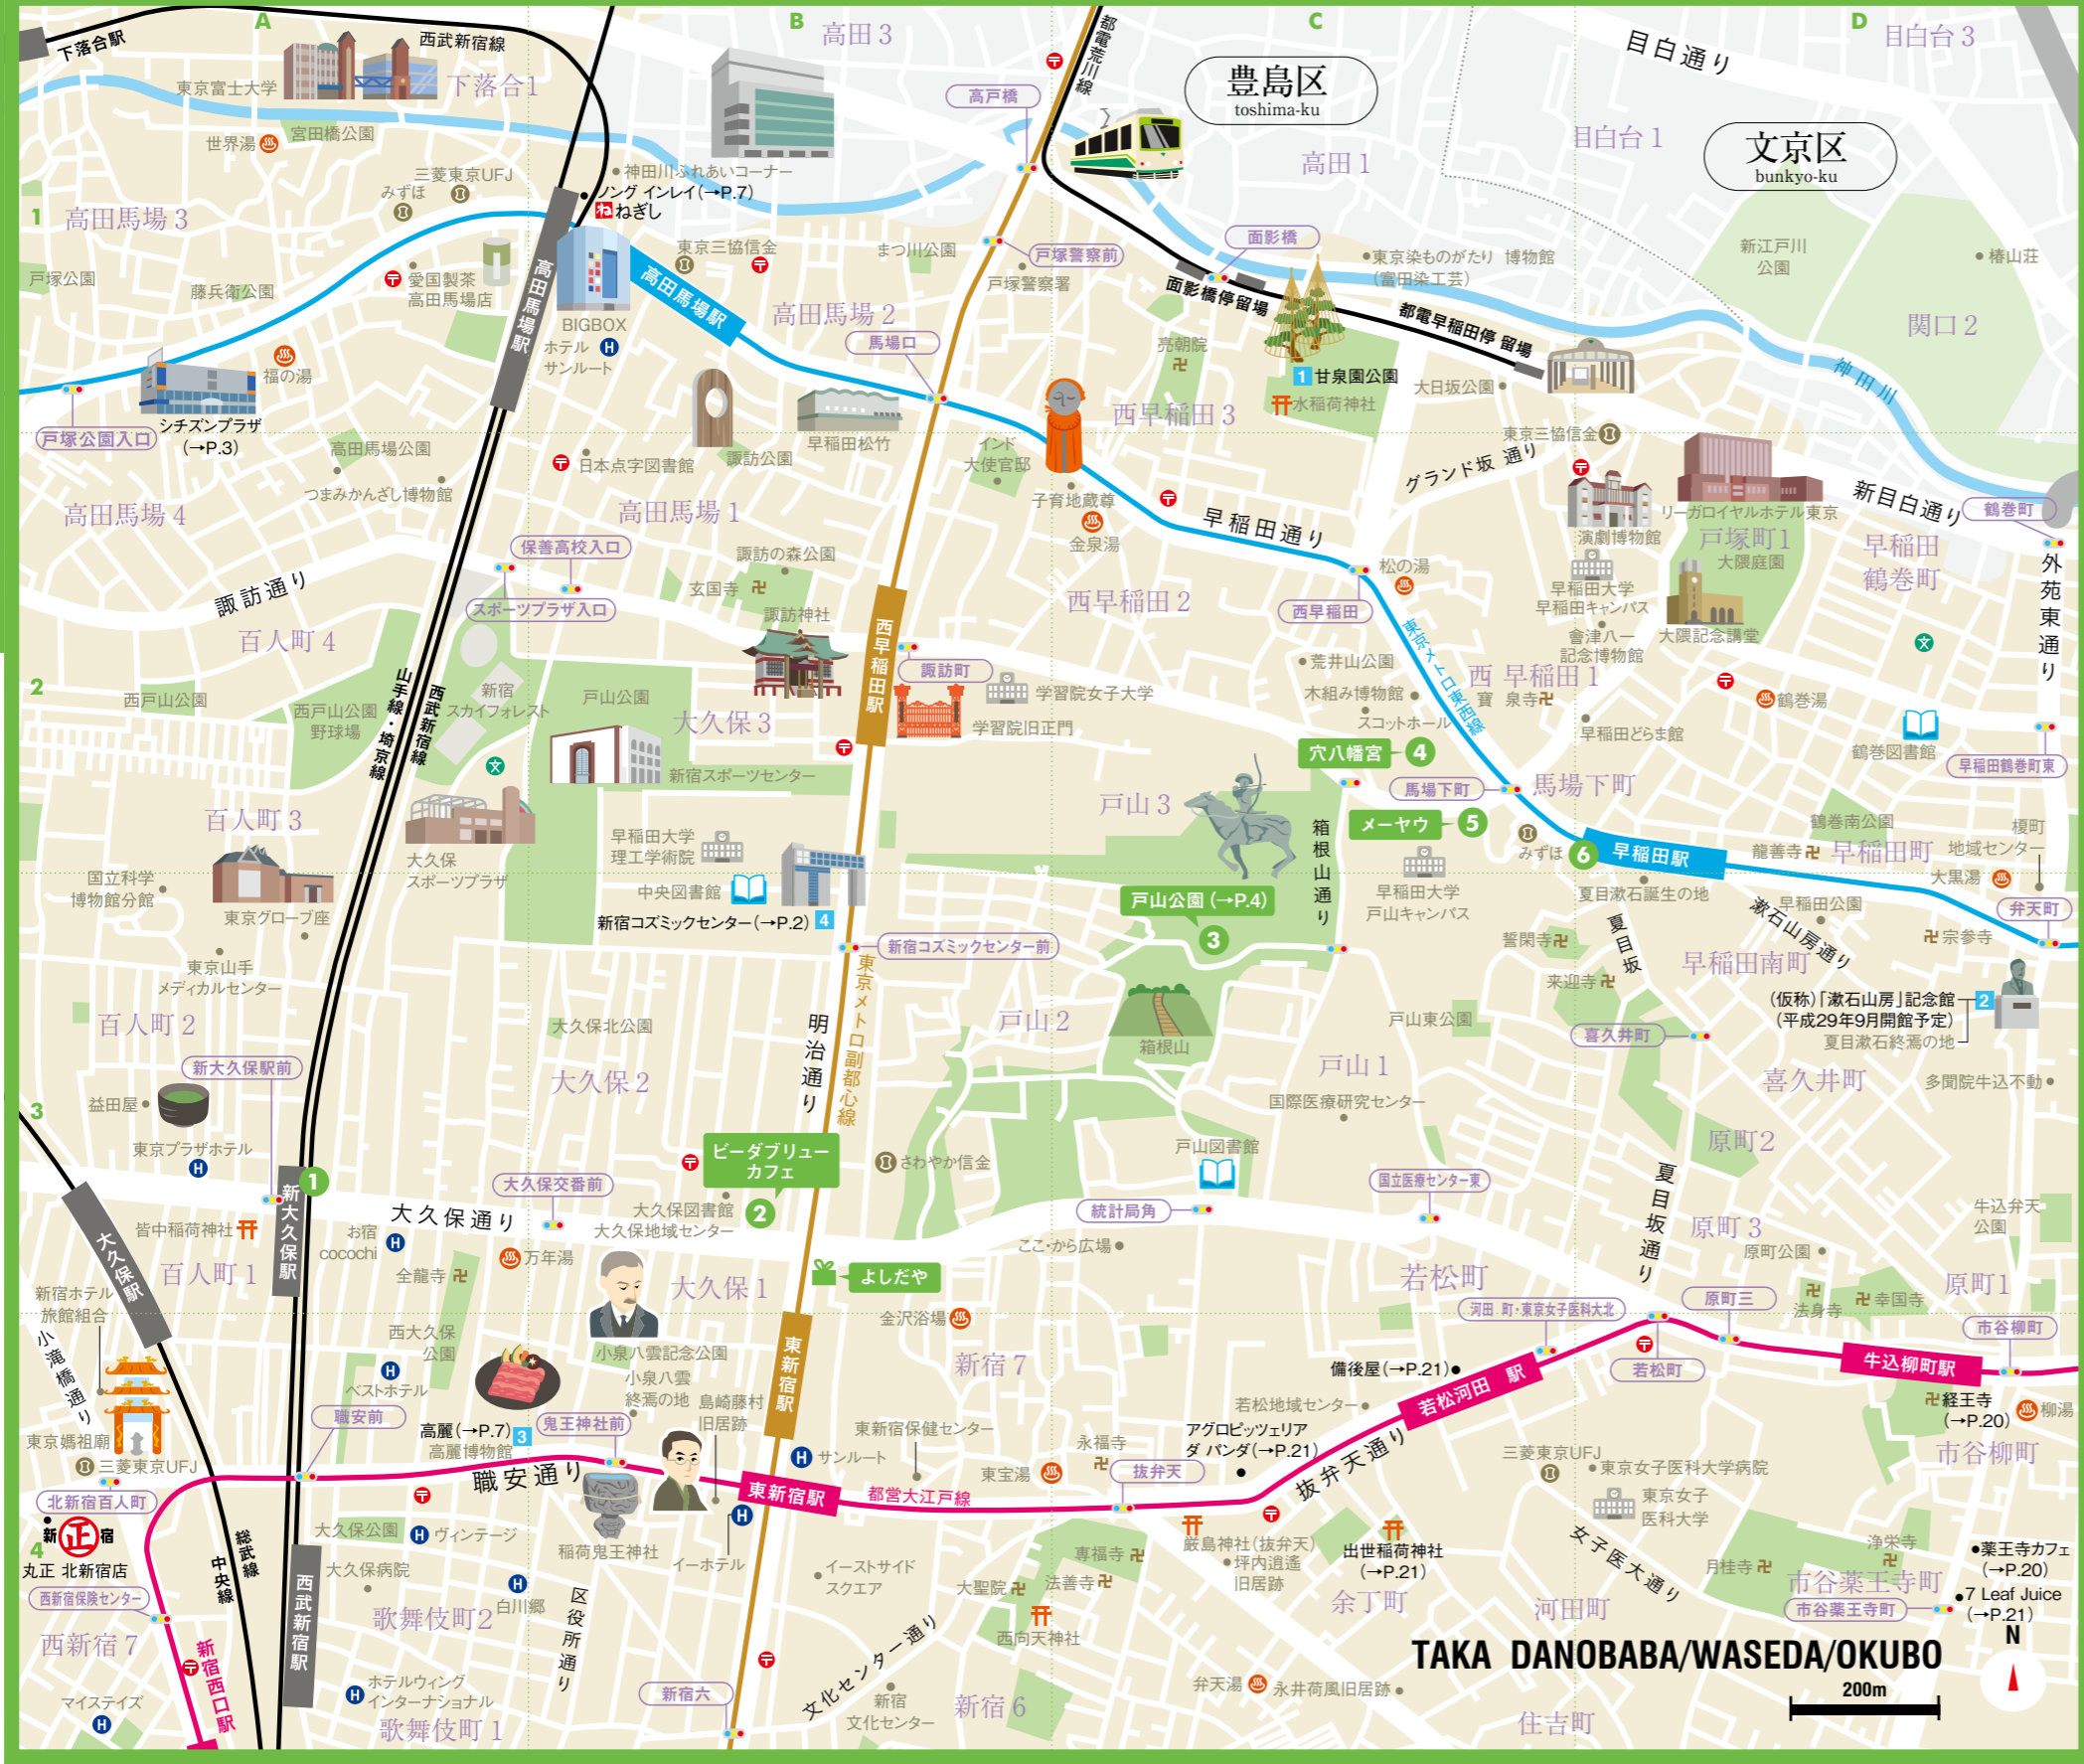 A
B
C
D
下落合駅
西武新宿線
高田 3
都電荒川線
豊島区
toshima-ku
目白通り
目白台 3
東京富士大学
下落合1
高戸橋
高田 1
目白台 1
文京区
bunkyo-ku
世界湯
宮田橋公園
三菱東京UFJ
みずほ
神田川ふれあいコーナー
ノング インレイ(→P.7)
ね ねぎし
1
高田馬場 3
東京三協信金
まつ川公園
戸塚警察前
戸塚警察署
面影橋
東京染ものがたり 博物館
(富田染工芸)
新江戸川
公園
椿山荘
戸塚公園
藤兵衛公園
愛国製茶
高田馬場店
高田馬場駅
高田馬場駅
BIGBOX
ホテル
サンルート
高田馬場 2
馬場口
面影橋停留場
都電早稲田停 留場
関口 2
神田川
福の湯
亮朝院
1 甘泉園公園
水稲荷神社
大日坂公園
戸塚公園入口
シチズンプラザ
(→P.3)
高田馬場公園
つまみかんざし博物館
日本点字図書館
諏訪公園
早稲田松竹
インド
大使官邸
西早稲田 3
東京三協信金
グランド坂 通り
新目白通り
鶴巻町
高田馬場 4
高田馬場 1
子育地蔵尊
金泉湯
早稲田通り
リーガロイヤルホテル東京
演劇博物館
戸塚町1
大隈庭園
早稲田
鶴巻町
外苑東通り
保善高校入口
スポーツプラザ入口
諏訪の森公園
玄国寺
諏訪神社
西早稲田 2
西早稲田
松の湯
早稲田大学
早稲田キャンパス
會津八一
記念博物館
大隈記念講堂
諏訪通り
百人町 4
2
西戸山公園
西戸山公園
野球場
山手線・埼京線
西武新宿線
新宿
スカイフォレスト
戸山公園
大久保 3
西早稲田駅
諏訪町
学習院女子大学
学習院旧正門
荒井山公園
木組み博物館
スコットホール
東京メトロ東西線
西 早稲田 1
寶 泉寺
早稲田どらま館
鶴巻湯
鶴巻図書館
早稲田鶴巻町東
新宿スポーツセンター
穴八幡宮 4
馬場下町
馬場下町
百人町 3
大久保
スポーツプラザ
早稲田大学
理工学術院
戸山 3
箱根山通り
メーヤウ 5
みずほ
6
早稲田駅
鶴巻南公園
龍善寺
早稲田町
榎町
地域センター
大黒湯
国立科学
博物館分館
東京グローブ座
中央図書館
新宿コズミックセンター(→P.2) 4
戸山公園 (→P.4)
3
早稲田大学
戸山キャンパス
夏目漱石誕生の地
夏目坂
漱石山房通り
早稲田公園
弁天町
東京山手
メディカルセンター
新宿コズミックセンター前
誓閑寺
来迎寺
早稲田南町
宗参寺
百人町 2
大久保北公園
明治通り
東京メトロ副都心線
戸山 2
箱根山
戸山東公園
喜久井町
(仮称)「漱石山房」記念館 2
(平成29年9月開館予定)
夏目漱石終焉の地
新大久保駅前
大久保 2
戸山 1
喜久井町
多聞院牛込不動
3
益田屋
国際医療研究センター
東京プラザホテル
ビーダブリュー
カフェ
さわやか信金
戸山図書館
原町2
1
新大久保駅
大久保駅
大久保交番前
大久保図書館
大久保地域センター
2
統計局角
国立医療センター東
夏目坂通り
牛込弁天
公園
皆中稲荷神社
お宿
cocochi
大久保通り
ここ・から広場
原町 3
原町公園
百人町 1
全龍寺
万年湯
大久保 1
よしだや
若松町
原町1
新宿ホテル
旅館組合
小滝橋通り
西大久保
公園
金沢浴場
河田 町・東京女子医科大北
原町三
法身寺
幸国寺
市谷柳町
東新宿駅
小泉八雲記念公園
小泉八雲
終焉の地
新宿 7
備後屋(→P.21)
若松河田 駅
若松町
牛込柳町駅
ベストホテル
職安前
高麗(→P.7) 3
高麗博物館
鬼王神社前
島崎藤村
旧居跡
東新宿保健センター
若松地域センター
アグロピッツェリア
ダ パンダ(→P.21)
経王寺
(→P.20)
柳湯
東京媽祖廟
三菱東京UFJ
職安通り
サンルート
東宝湯
永福寺
抜弁天
抜弁天通り
三菱東京UFJ
東京女子医科大学病院
市谷柳町
北新宿百人町
東新宿駅
都営大江戸線
東京女子
医科大学
新 正 宿
4
丸正 北新宿店
総武線
中央線
大久保公園
ヴィンテージ
稲荷鬼王神社
イーホテル
専福寺
厳島神社(抜弁天)
坪内逍遥
旧居跡
出世稲荷神社
(→P.21)
女子医大通り
浄栄寺
月桂寺
薬王寺カフェ
(→P.20)
大久保病院
イーストサイド
スクエア
大聖院
法善寺
西新宿保険センター
西武新宿駅
歌舞伎町2
白川郷
区役所通り
余丁町
河田町
市谷薬王寺町
市谷薬王寺町
7 Leaf Juice
(→P.21)
西新宿 7
新宿西口駅
西向天神社
TAKA DANOBABA/WASEDA/OKUBO
N
200m
マイステイズ
ホテルウィング
インターナショナル
歌舞伎町 1
新宿六
文化センター通り
新宿
文化センター
新宿 6
弁天湯
永井荷風旧居跡
住吉町